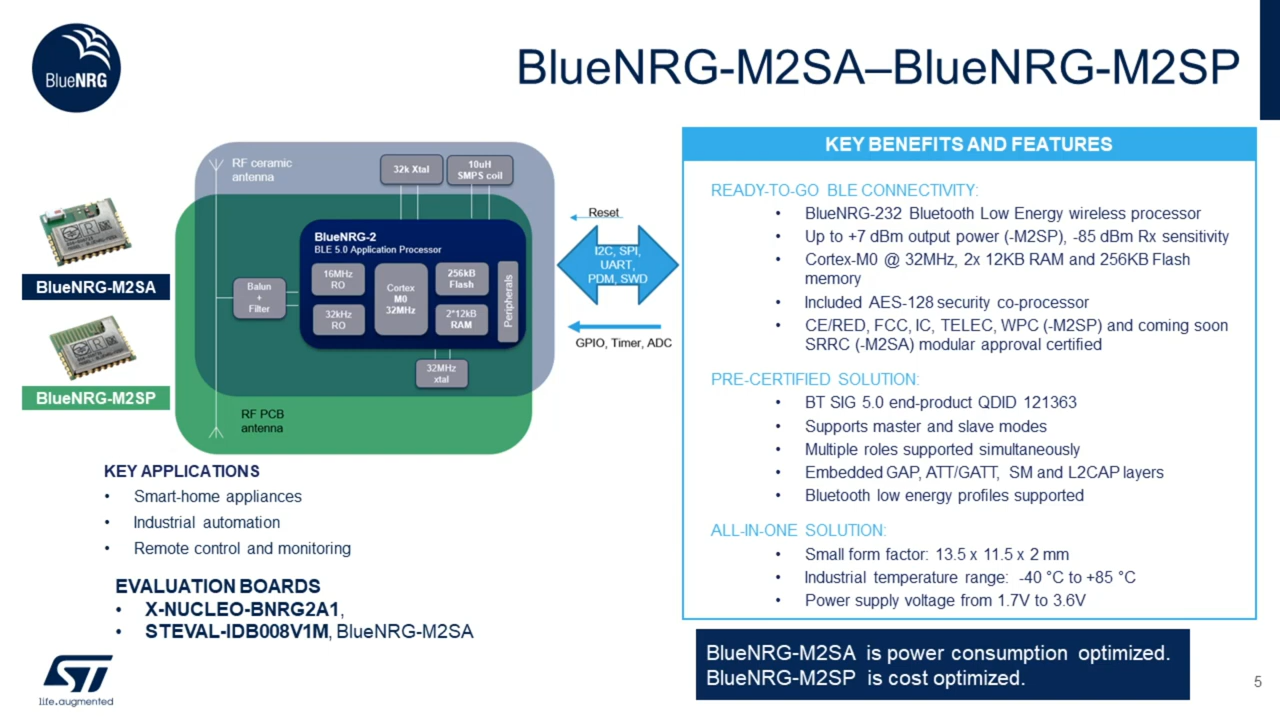 BlueNRG
BlueNRG-M2SA–BlueNRG-M2SP
BlueNRG-M2SA
BlueNRG-M2SP
RF ceramic
antenna
32k Xtal
10uH
SMPS coil
BlueNRG-2
BLE 5.0 Application Processor
16MHz
RO
Cortex
M0
32MHz
256kB
Flash
Peripherals
Balun
+
Filter
32kHz
RO
2*12kB
RAM
32MHz
xtal
RF PCB
antenna
Reset
I2C, SPI,
UART,
PDM, SWD
GPIO, Timer, ADC
KEY APPLICATIONS
• Smart-home appliances
• Industrial automation
• Remote control and monitoring
EVALUATION BOARDS
• X-NUCLEO-BNRG2A1,
• STEVAL-IDB008V1M, BlueNRG-M2SA
ST
life.augmented
KEY BENEFITS AND FEATURES
READY-TO-GO BLE CONNECTIVITY:
• BlueNRG-232 Bluetooth Low Energy wireless processor
• Up to +7 dBm output power (-M2SP), -85 dBm Rx sensitivity
• Cortex-M0 @ 32MHz, 2x 12KB RAM and 256KB Flash
memory
• Included AES-128 security co-processor
• CE/RED, FCC, IC, TELEC, WPC (-M2SP) and coming soon
SRRC (-M2SA) modular approval certified
PRE-CERTIFIED SOLUTION:
• BT SIG 5.0 end-product QDID 121363
• Supports master and slave modes
• Multiple roles supported simultaneously
• Embedded GAP, ATT/GATT, SM and L2CAP layers
• Bluetooth low energy profiles supported
ALL-IN-ONE SOLUTION:
• Small form factor: 13.5 x 11.5 x 2 mm
• Industrial temperature range: -40 °C to +85 °C
• Power supply voltage from 1.7V to 3.6V
BlueNRG-M2SA is power consumption optimized.
BlueNRG-M2SP is cost optimized.
5